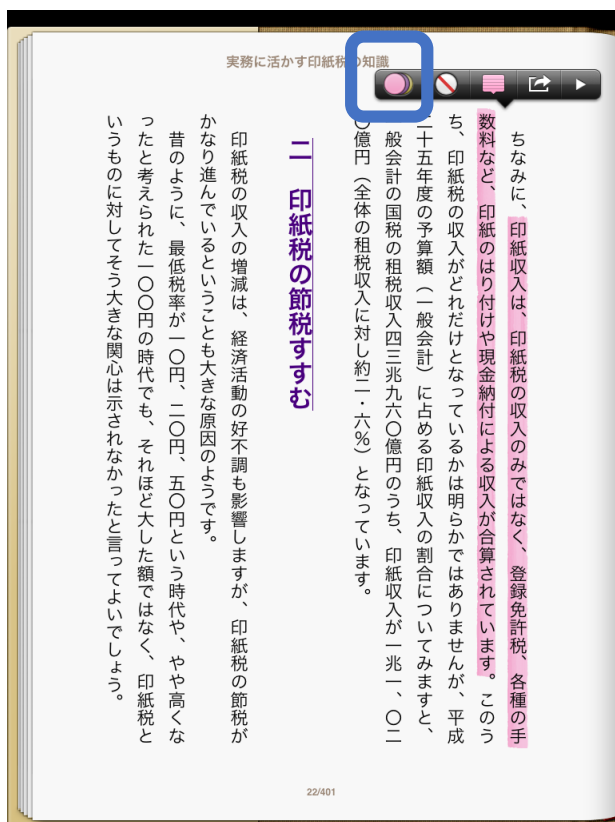 実務に活かす印紙税の知識
ちなみに、印紙収入は、印紙税の収入のみではなく、登録免許税、各種の手
数料など、印紙のはり付けや現金納付による収入が合算されています。このう
ち、印紙税の収入がどれだけとなっているかは明らかではありませんが、平成
二十五年度の予算額（一般会計）に占める印紙収入の割合についてみますと、
一般会計の国税の租税収入四三兆九六〇億円のうち、印紙収入が一兆一、〇二
〇億円（全体の租税収入に対し約二・六％）となっています。
二　印紙税の節税すすむ
印紙税の収入の増減は、経済活動の好不調も影響しますが、印紙税の節税が
かなり進んでいるということも大きな原因のようです。
昔のように、最低税率が一〇円、二〇円、五〇円という時代や、やや高くな
ったと考えられた一〇〇円の時代でも、それほど大した額ではなく、印紙税と
いうものに対してそう大きな関心は示されなかったと言ってよいでしょう。
22/401